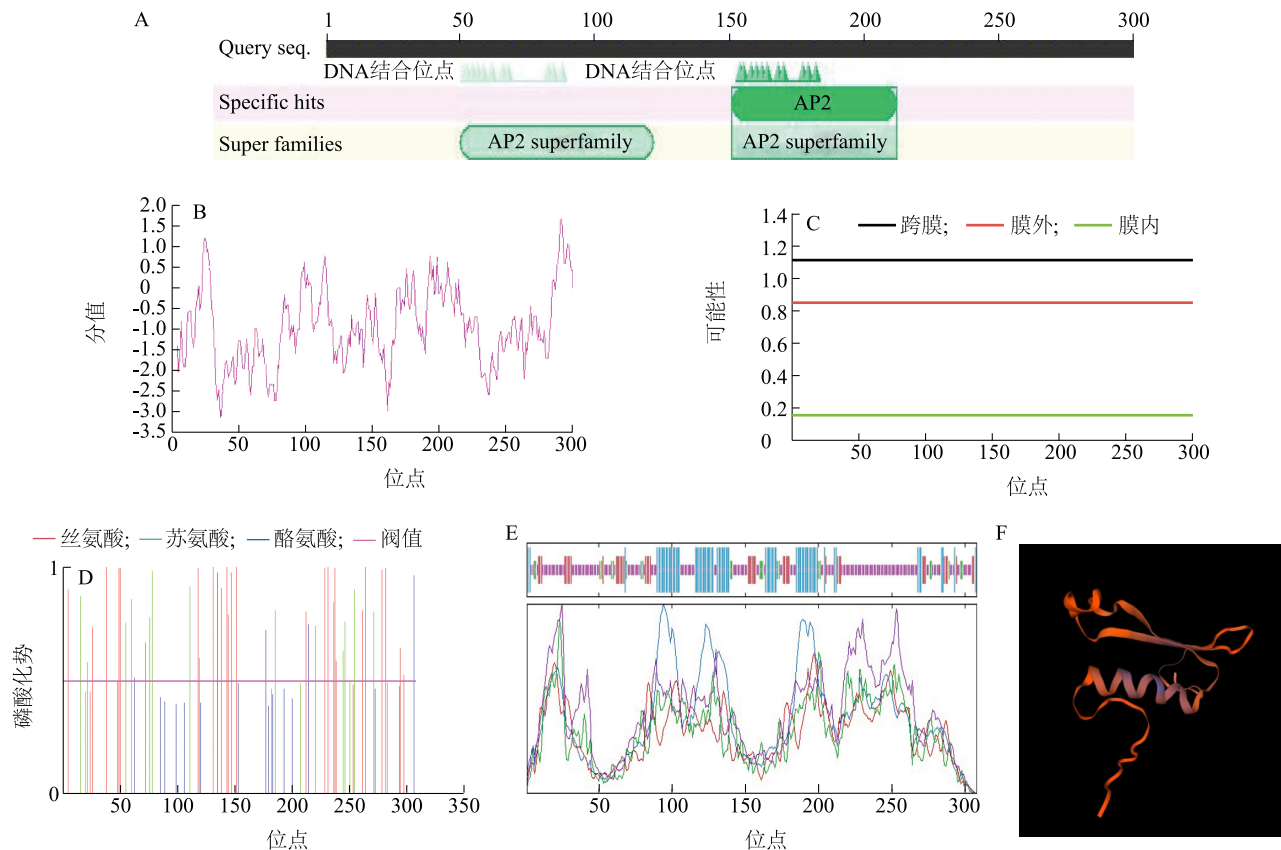 A
1 50 100 150 200 250 300
Query seq.
DNA结合位点 DNA结合位点
Specific hits AP2
Super families AP2 superfamily AP2 superfamily
B
2.0
1.5
1.0
0.5
0
-0.5
-1.0
-1.5
-2.0
-2.5
-3.0
-3.5
分值
0 50 100 150 200 250 300
位点
C 跨膜; 膜外; 膜内
1.4
1.2
1.0
0.8
0.6
0.4
0.2
0
可能性
50 100 150 200 250 300
位点
丝氨酸; 苏氨酸; 酪氨酸; 阀值
D
1
0
磷酸化势
50 100 150 200 250 300 350
位点
E
50 100 150 200 250 300
位点
F